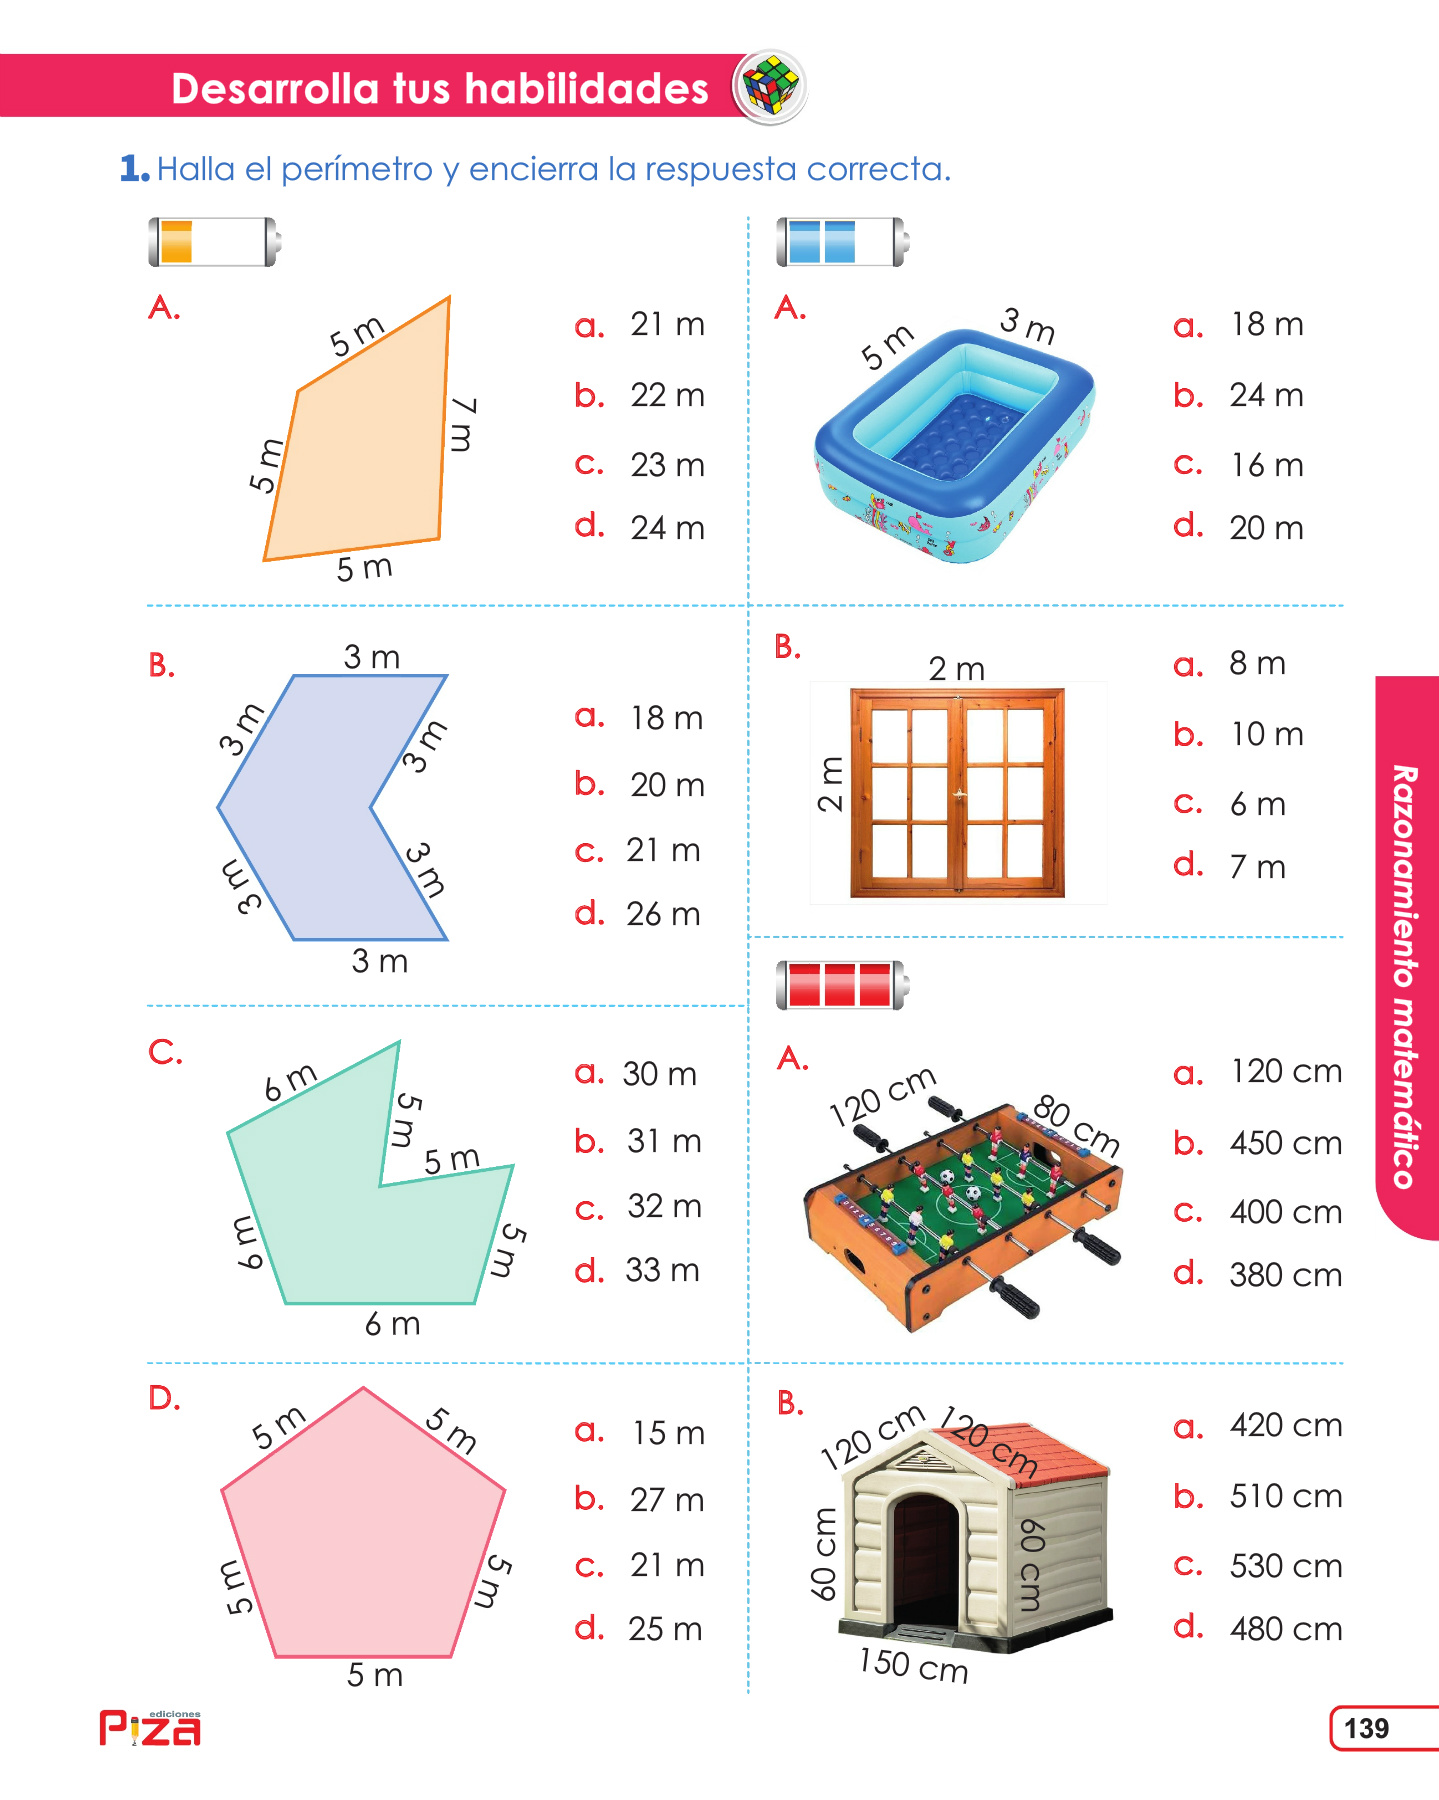 Desarrolla tus habilidades
1. Halla el perímetro y encierra la respuesta correcta.
A.
5 m
7 m
5 m
5 m
a. 21 m
b. 22 m
c. 23 m
d. 24 m
B.
3 m
3 m
3 m
3 m
3 m
3 m
a. 18 m
b. 20 m
c. 21 m
d. 26 m
C.
6 m
5 m
5 m
6 m
5 m
6 m
a. 30 m
b. 31 m
c. 32 m
d. 33 m
D.
5 m
5 m
5 m
5 m
5 m
a. 15 m
b. 27 m
c. 21 m
d. 25 m
A.
5 m
3 m
a. 18 m
b. 24 m
c. 16 m
d. 20 m
B.
2 m
2 m
a. 8 m
b. 10 m
c. 6 m
d. 7 m
A.
120 cm
80 cm
a. 120 cm
b. 450 cm
c. 400 cm
d. 380 cm
B.
120 cm
120 cm
60 cm
60 cm
150 cm
a. 420 cm
b. 510 cm
c. 530 cm
d. 480 cm
Razonamiento matemático
ediciones
Piza
139